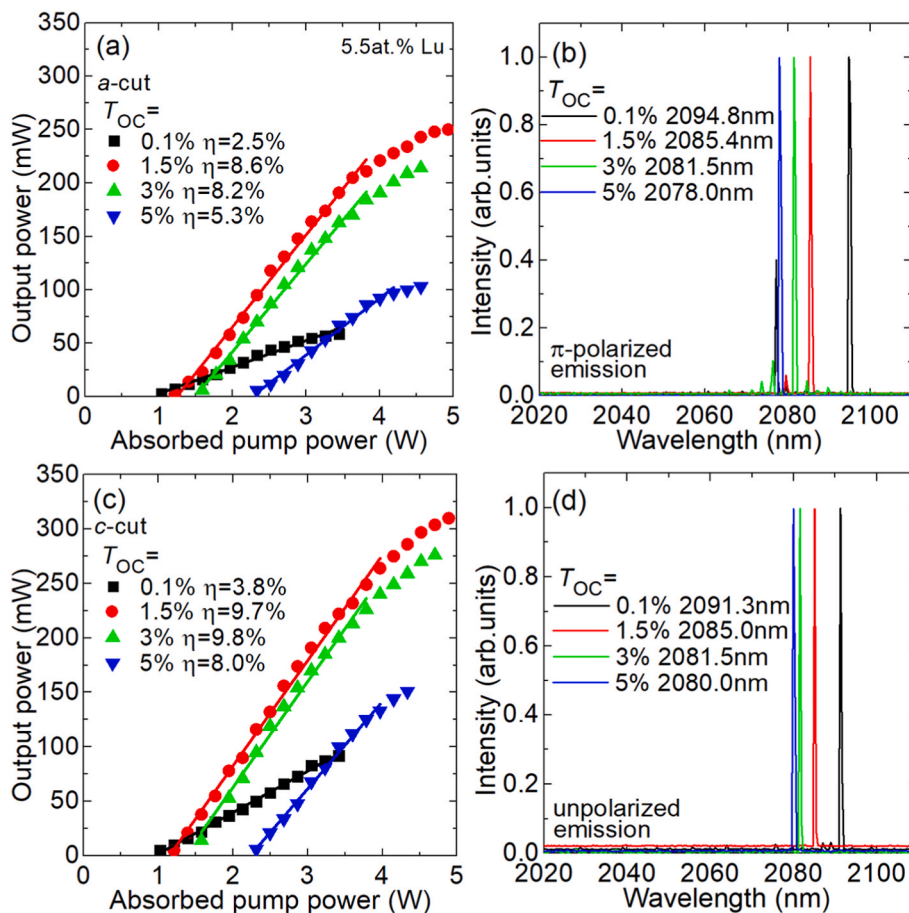 (a)
5.5at.% Lu
a-cut
T_OC=
0.1% η=2.5%
1.5% η=8.6%
3% η=8.2%
5% η=5.3%
350
300
250
200
150
100
50
0
0 1 2 3 4 5
Output power (mW)
Absorbed pump power (W)
(b)
T_OC=
0.1% 2094.8nm
1.5% 2085.4nm
3% 2081.5nm
5% 2078.0nm
π-polarized
emission
1.0
0.8
0.6
0.4
0.2
0.0
2020 2040 2060 2080 2100
Intensity (arb.units)
Wavelength (nm)
(c)
c-cut
T_OC=
0.1% η=3.8%
1.5% η=9.7%
3% η=9.8%
5% η=8.0%
350
300
250
200
150
100
50
0
0 1 2 3 4 5
Output power (mW)
Absorbed pump power (W)
(d)
T_OC=
0.1% 2091.3nm
1.5% 2085.0nm
3% 2081.5nm
5% 2080.0nm
unpolarized
emission
1.0
0.8
0.6
0.4
0.2
0.0
2020 2040 2060 2080 2100
Intensity (arb.units)
Wavelength (nm)